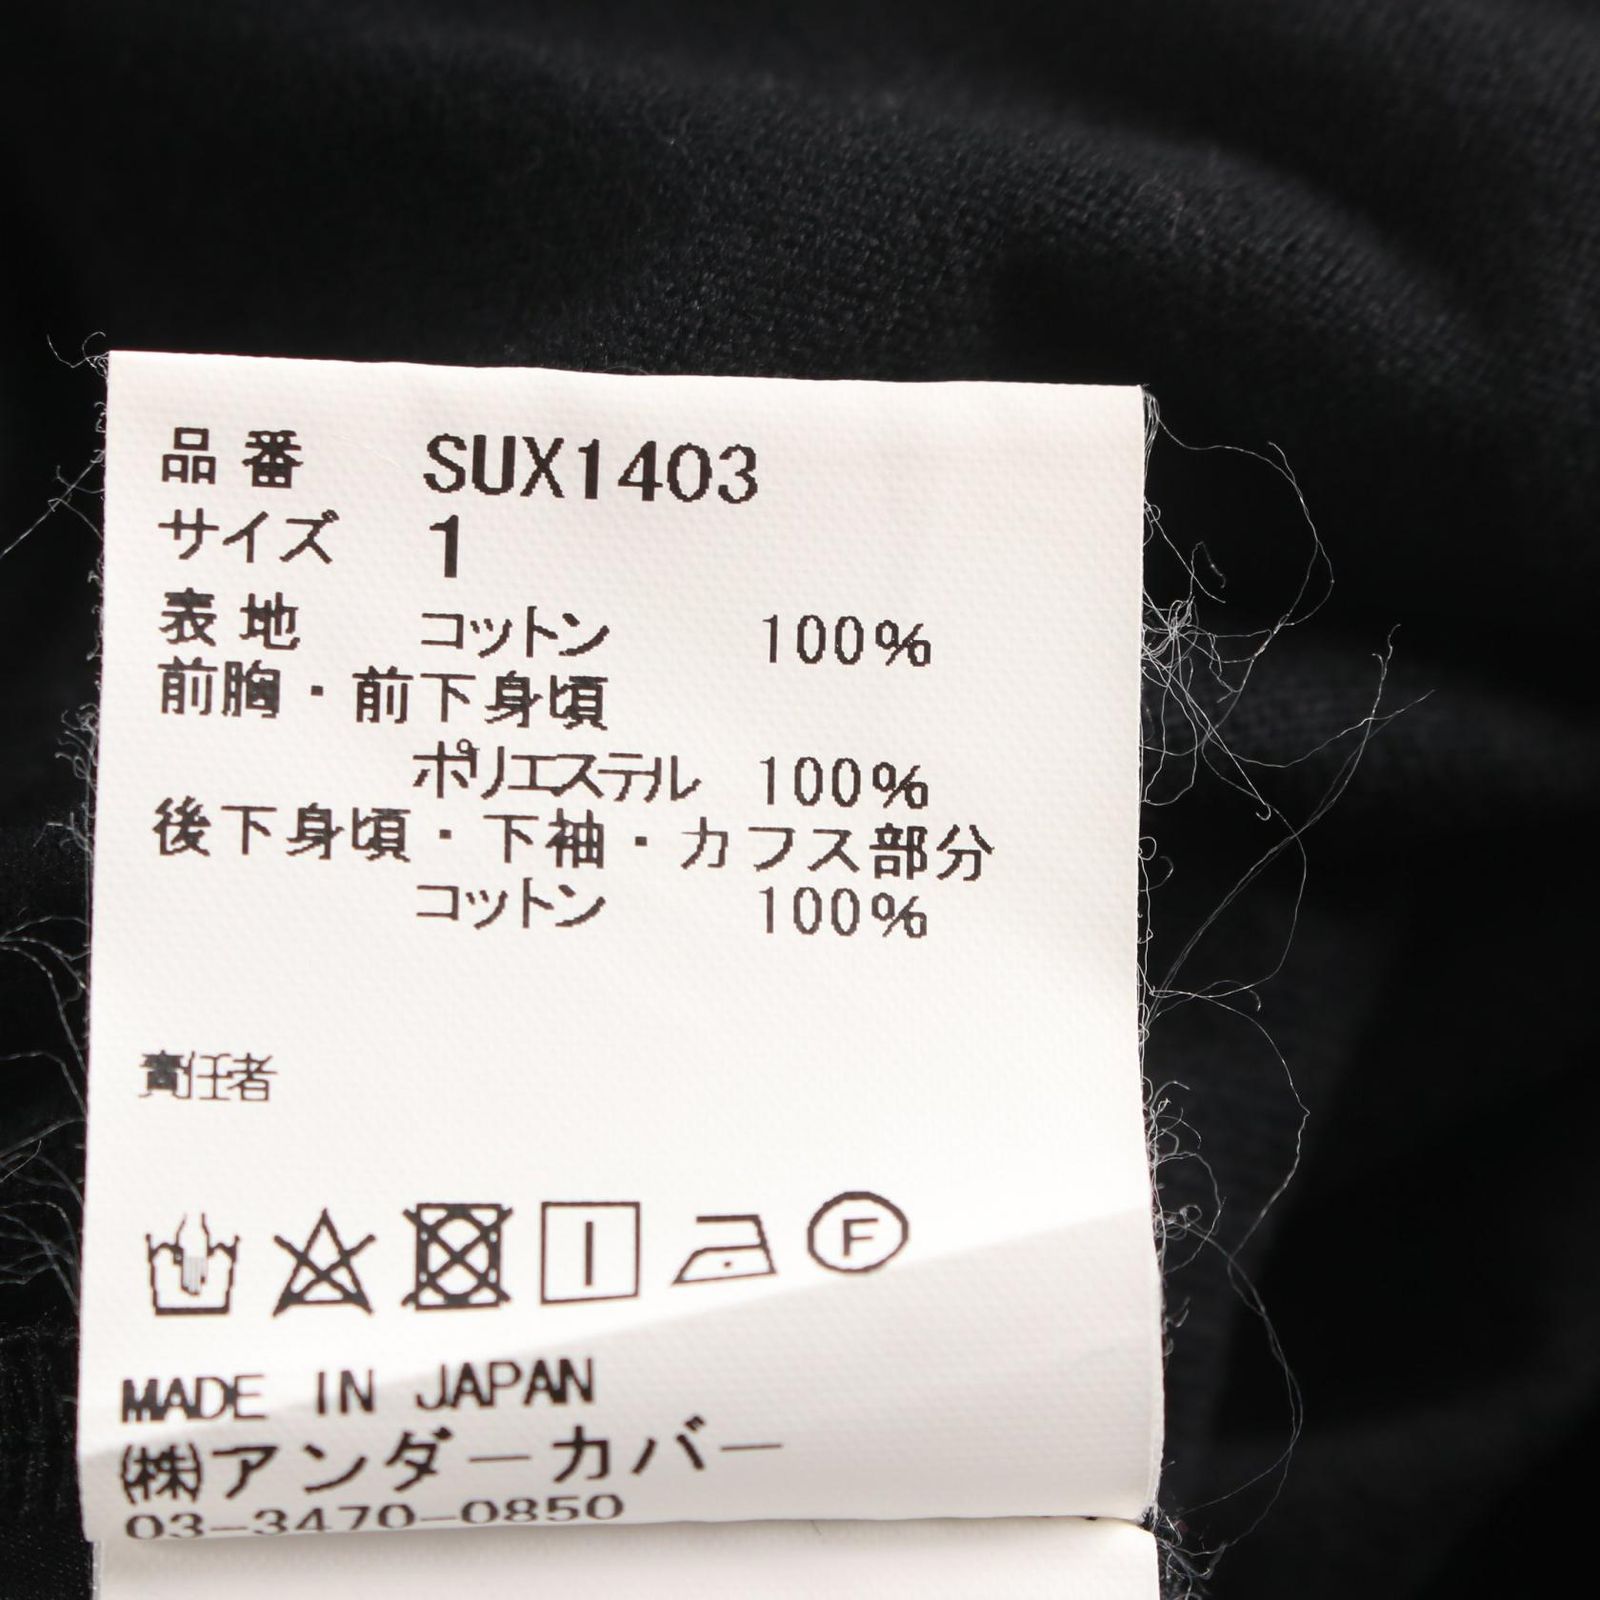 品番 SUX1403
サイズ 1
表地 コットン 100%
前胸・前下身頃
ポリエステル 100%
後下身頃・下袖・カフス部分
コットン 100%
責任者
F
MADE IN JAPAN
(株)アンダーカバー
03-3470-0850